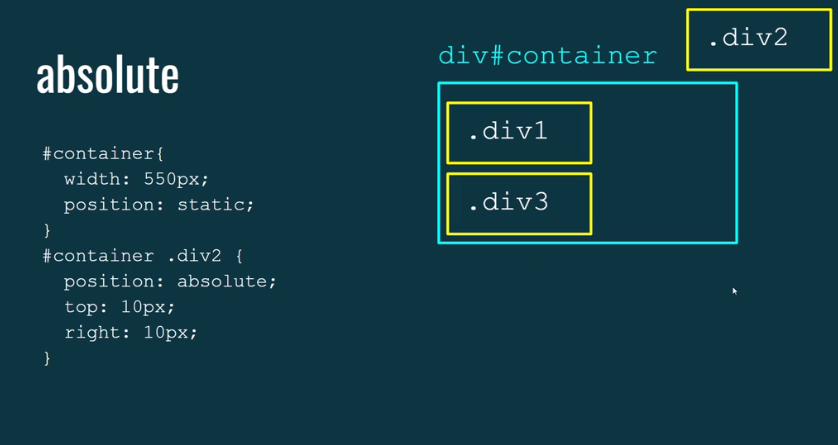 absolute
#container{
  width: 550px;
  position: static;
}
#container .div2 {
  position: absolute;
  top: 10px;
  right: 10px;
}
div#container
.div2
.div1
.div3